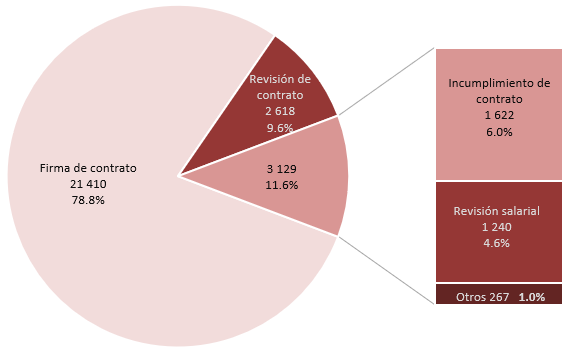 Firma de contrato
21 410
78.8%
Revisión de
contrato
2 618
9.6%
3 129
11.6%
Incumplimiento de
contrato
1 622
6.0%
Revisión salarial
1 240
4.6%
Otros 267 1.0%